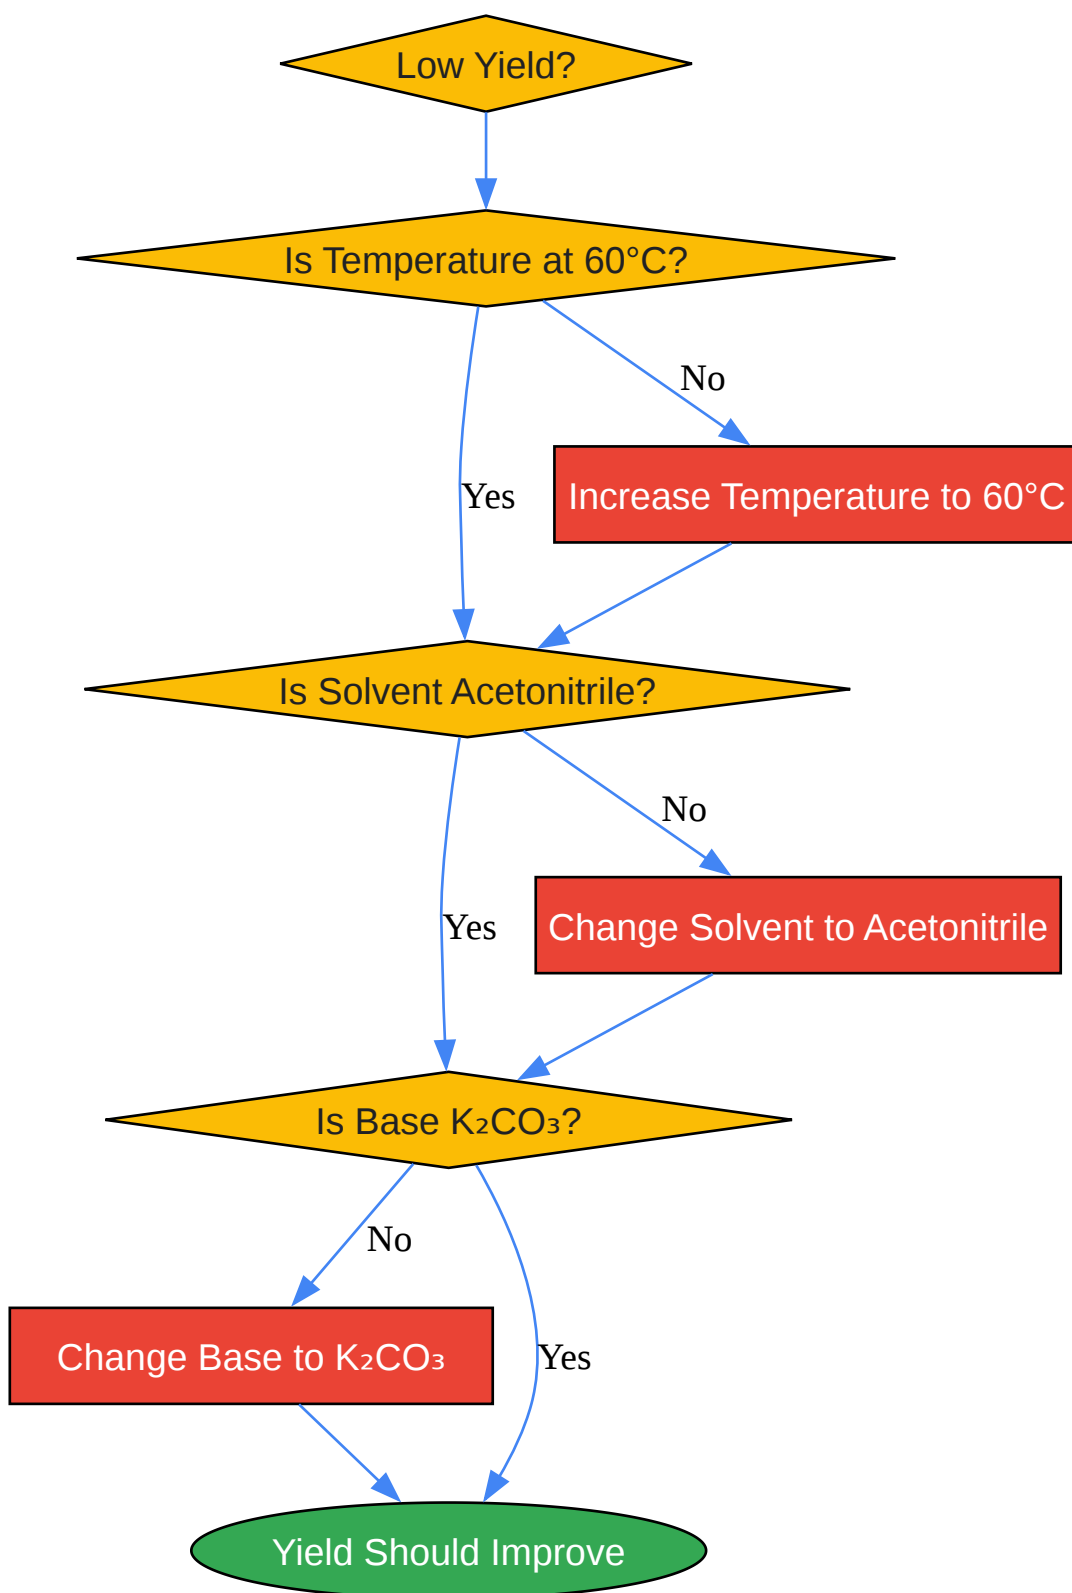 Low Yield?
Is Temperature at 60°C?
No
Yes
Increase Temperature to 60°C
Is Solvent Acetonitrile?
No
Yes
Change Solvent to Acetonitrile
Is Base K₂CO₃?
No
Change Base to K₂CO₃
Yes
Yield Should Improve